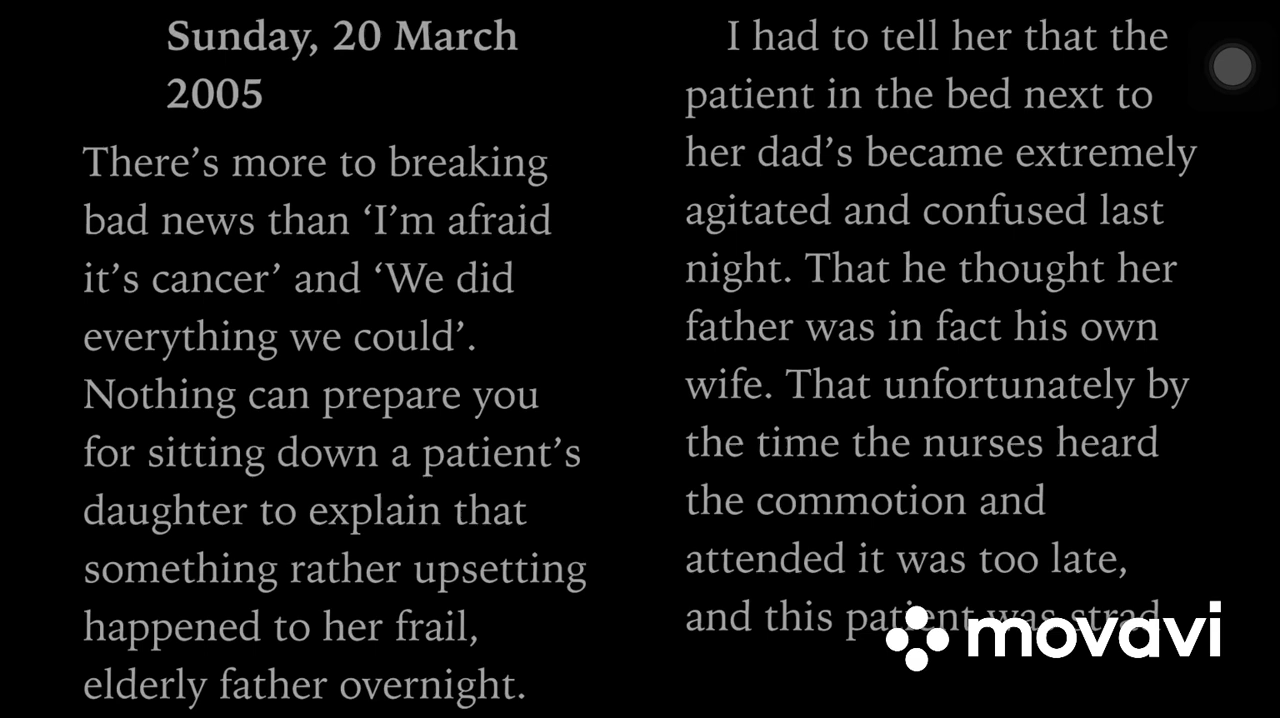 Sunday, 20 March
2005
There’s more to breaking
bad news than ‘I’m afraid
it’s cancer’ and ‘We did
everything we could’.
Nothing can prepare you
for sitting down a patient’s
daughter to explain that
something rather upsetting
happened to her frail,
elderly father overnight.
I had to tell her that the
patient in the bed next to
her dad’s became extremely
agitated and confused last
night. That he thought her
father was in fact his own
wife. That unfortunately by
the time the nurses heard
the commotion and
attended it was too late,
and this patient was strad
movavi